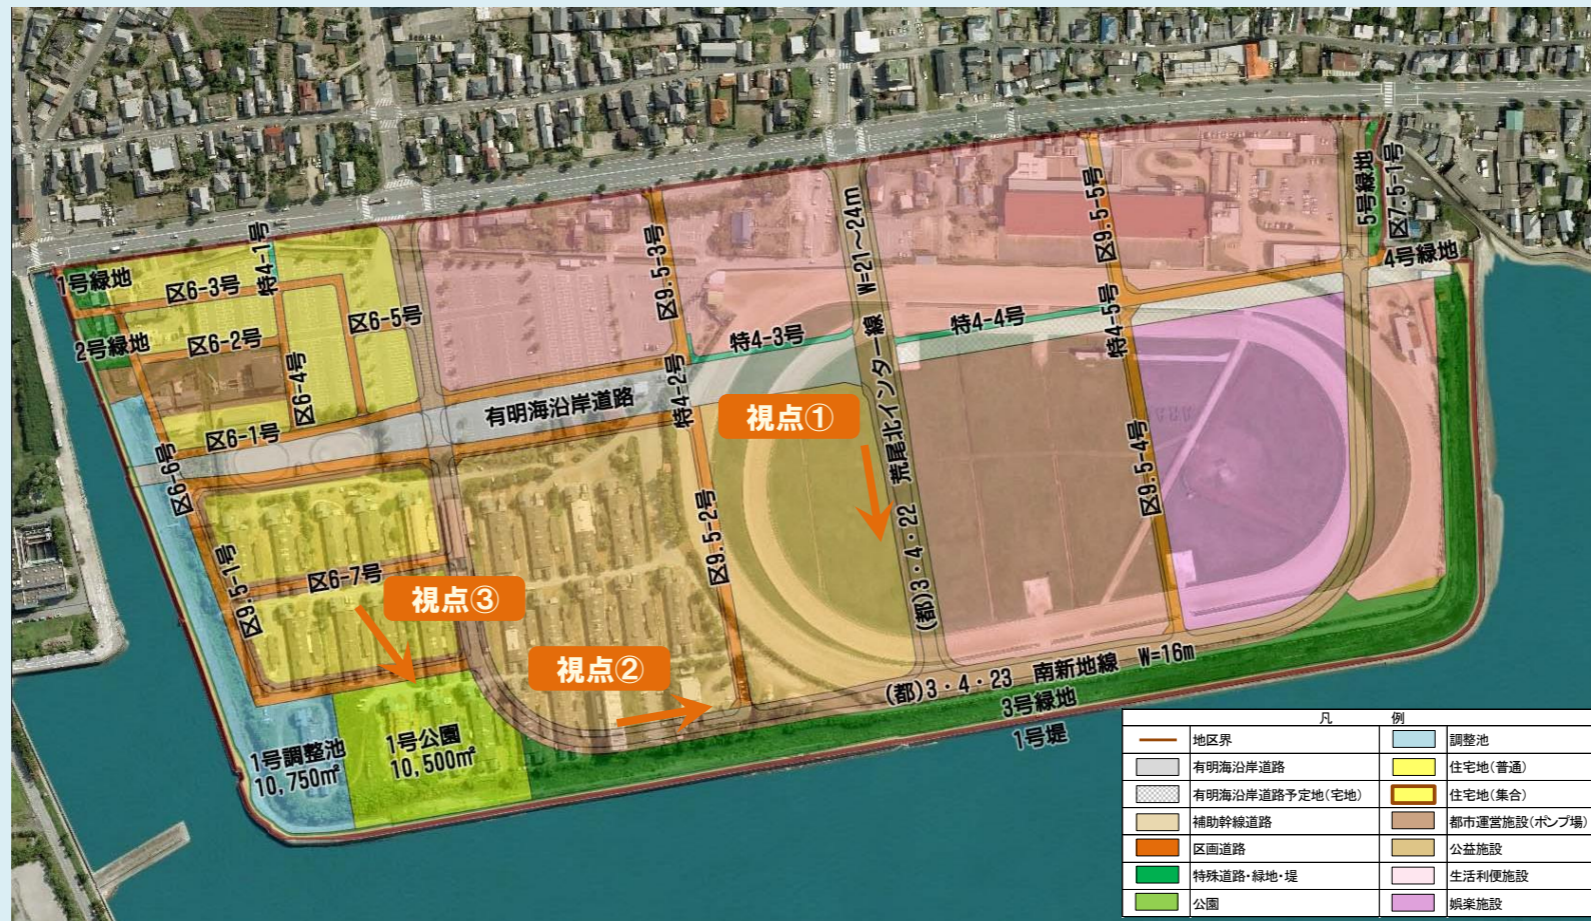 1号緑地
区6-3号
特4-1号
2号緑地
区6-2号
区6-4号
区6-5号
区6-1号
有明海沿岸道路
区9.5-3号
特4-2号
特4-3号
W=21～24m
荒尾北インター線
(都)3・4・22
特4-4号
区9.5-5号
特4-5号
区9.5-4号
5号緑地
区7.5-1号
4号緑地
区6-6号
区9.5-1号
区6-7号
区9.5-2号
視点①
視点②
視点③
(都)3・4・23 南新地線 W=16m
3号緑地
1号堤
1号調整池
10,750㎡
1号公園
10,500㎡
凡 例
地区界
調整池
有明海沿岸道路
住宅地(普通)
有明海沿岸道路予定地(宅地)
住宅地(集合)
補助幹線道路
都市運営施設(ポンプ場)
区画道路
公益施設
特殊道路・緑地・堤
生活利便施設
公園
娯楽施設